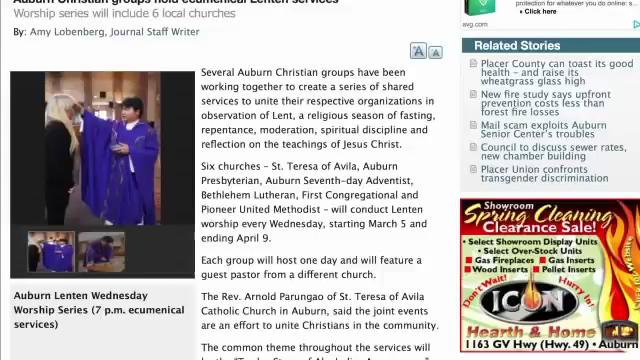 Auburn Christian groups hold ecumenical Lenten services
Worship series will include 6 local churches
By: Amy Lobenberg, Journal Staff Writer
A A
Several Auburn Christian groups have been
working together to create a series of shared
services to unite their respective organizations in
observation of Lent, a religious season of fasting,
repentance, moderation, spiritual discipline and
reflection on the teachings of Jesus Christ.
Six churches – St. Teresa of Avila, Auburn
Presbyterian, Auburn Seventh-day Adventist,
Bethlehem Lutheran, First Congregational and
Pioneer United Methodist – will conduct Lenten
worship every Wednesday, starting March 5 and
ending April 9.
Each group will host one day and will feature a
guest pastor from a different church.
The Rev. Arnold Parungao of St. Teresa of Avila
Catholic Church in Auburn, said the joint events
are an effort to unite Christians in the community.
The common theme throughout the services will
Auburn Lenten Wednesday
Worship Series (7 p.m. ecumenical
services)
protection for whatever you do online: s...
• Click here
avg.com
Related Stories
Placer County can toast its good
health – and raise its
wheatgrass glass high
New fire study says upfront
prevention costs less than
forest fire losses
Mail scam exploits Auburn
Senior Center's troubles
Council to discuss sewer rates,
new chamber building
Placer Union confronts
transgender discrimination
Showroom
Spring Cleaning
Clearance Sale!
• Select Showroom Display Units
• Select Over-Stock Units
Gas Fireplaces Gas Inserts
Wood Inserts Pellet Inserts
Don't Wait!
Hurry In!
ICON
Hearth & Home
1163 GV Hwy (Hwy. 49) • Auburn